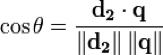 cos θ = d₂ · q / ‖d₂‖ ‖q‖